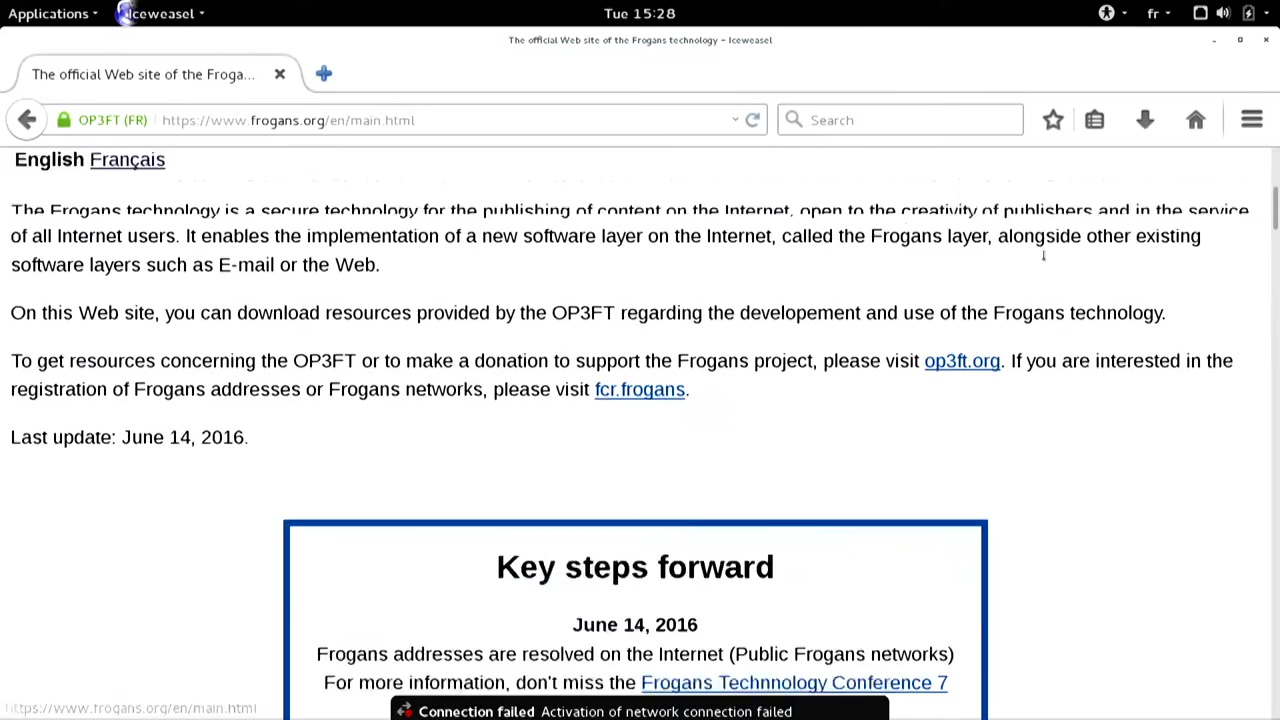 Applications
Iceweasel
Tue 15:28
fr
The official Web site of the Frogans technology - Iceweasel
The official Web site of the Froga...
OP3FT (FR)
https://www.frogans.org/en/main.html
Search
English Français
The Frogans technology is a secure technology for the publishing of content on the Internet, open to the creativity of publishers and in the service
of all Internet users. It enables the implementation of a new software layer on the Internet, called the Frogans layer, alongside other existing
software layers such as E-mail or the Web.
On this Web site, you can download resources provided by the OP3FT regarding the developement and use of the Frogans technology.
To get resources concerning the OP3FT or to make a donation to support the Frogans project, please visit op3ft.org. If you are interested in the
registration of Frogans addresses or Frogans networks, please visit fcr.frogans.
Last update: June 14, 2016.
Key steps forward
June 14, 2016
Frogans addresses are resolved on the Internet (Public Frogans networks)
For more information, don't miss the Frogans Technnology Conference 7
https://www.frogans.org/en/main.html
Connection failed Activation of network connection failed